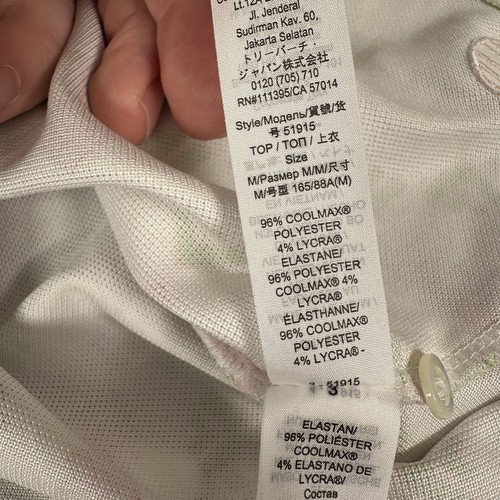 Jl. Jenderal
Sudirman Kav. 60,
Jakarta Selatan
トリーバーチ・
ジャパン株式会社
0120 (705) 710
RN#111395/CA 57014
Style/Модель/貨號/货
号 51915
TOP / ТОП / 上衣
Size
M/Размер M/M/尺寸
M/号型 165/88A(M)
96% COOLMAX®
POLYESTER
4% LYCRA®
ELASTANE/
96% POLYESTER
COOLMAX® 4%
LYCRA®
ÉLASTHANNE/
96% COOLMAX®
POLYESTER
4% LYCRA®-
51915
ELASTAN/
96% POLIÉSTER
COOLMAX®
4% ELASTANO DE
LYCRA®/
Состав